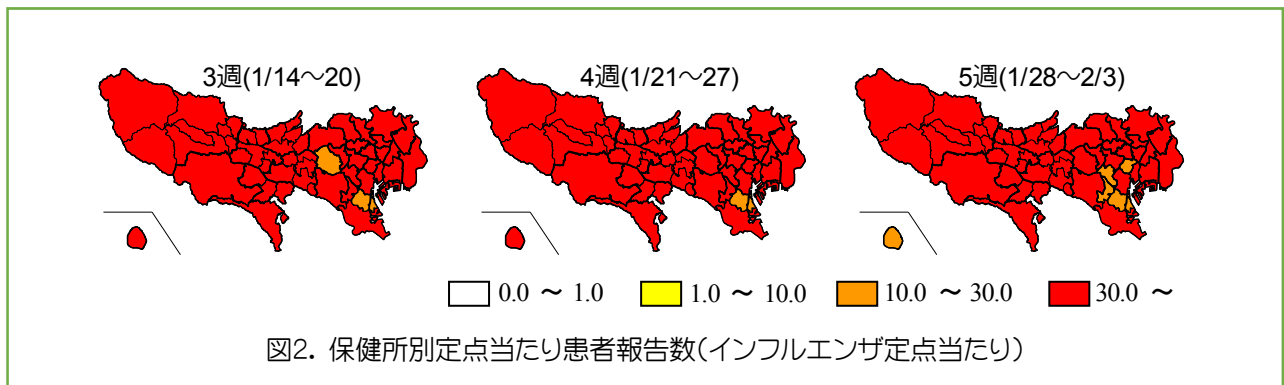 3週(1/14～20) 4週(1/21～27) 5週(1/28～2/3)
0.0 ～ 1.0 1.0 ～ 10.0 10.0 ～ 30.0 30.0 ～
図2. 保健所別定点当たり患者報告数(インフルエンザ定点当たり)